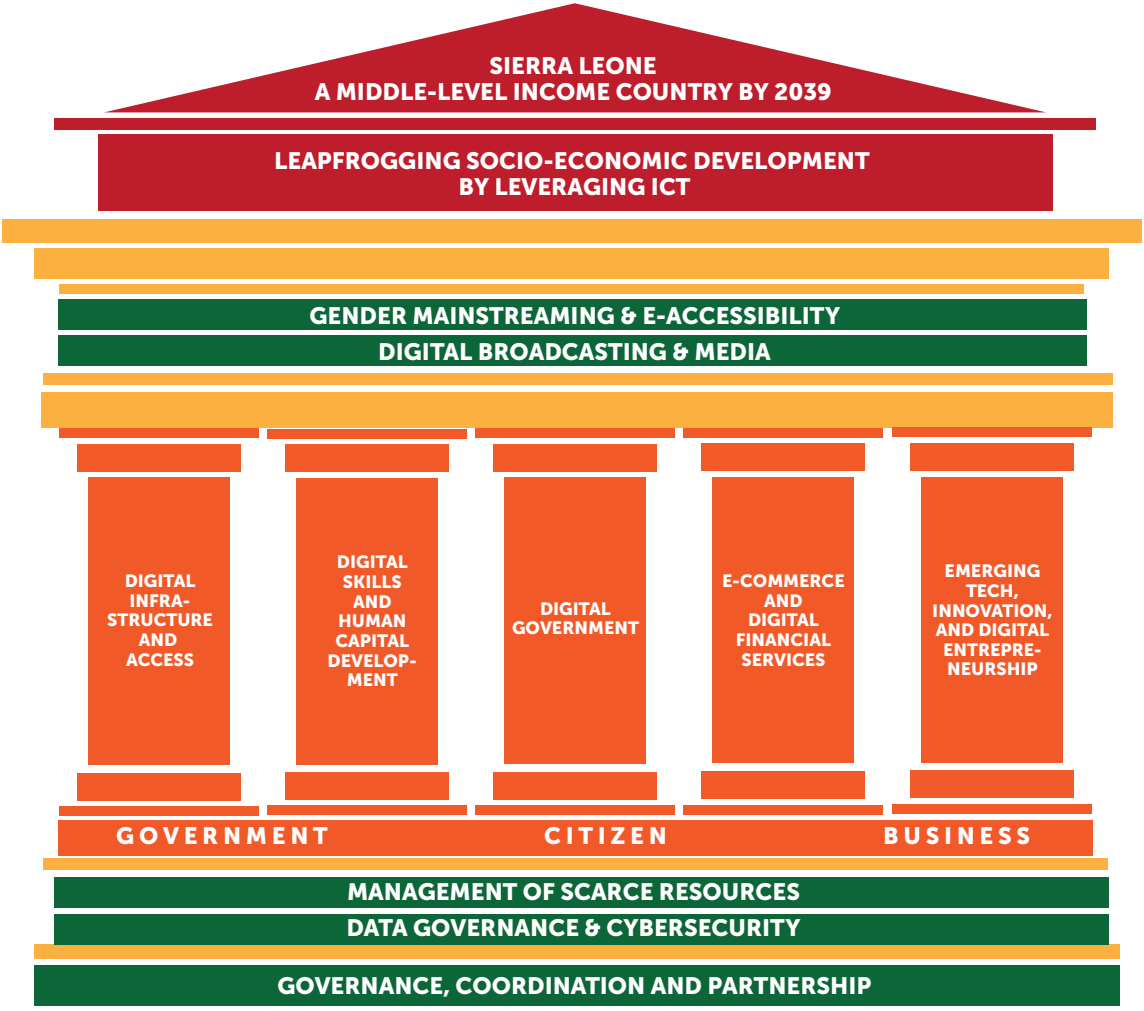 SIERRA LEONE
A MIDDLE-LEVEL INCOME COUNTRY BY 2039
LEAPFROGGING SOCIO-ECONOMIC DEVELOPMENT
BY LEVERAGING ICT
GENDER MAINSTREAMING & E-ACCESSIBILITY
DIGITAL BROADCASTING & MEDIA
DIGITAL
INFRA-
STRUCTURE
AND
ACCESS
DIGITAL
SKILLS
AND
HUMAN
CAPITAL
DEVELOP-
MENT
DIGITAL
GOVERNMENT
E-COMMERCE
AND
DIGITAL
FINANCIAL
SERVICES
EMERGING
TECH,
INNOVATION,
AND DIGITAL
ENTREPRE-
NEURSHIP
GOVERNMENT CITIZEN BUSINESS
MANAGEMENT OF SCARCE RESOURCES
DATA GOVERNANCE & CYBERSECURITY
GOVERNANCE, COORDINATION AND PARTNERSHIP